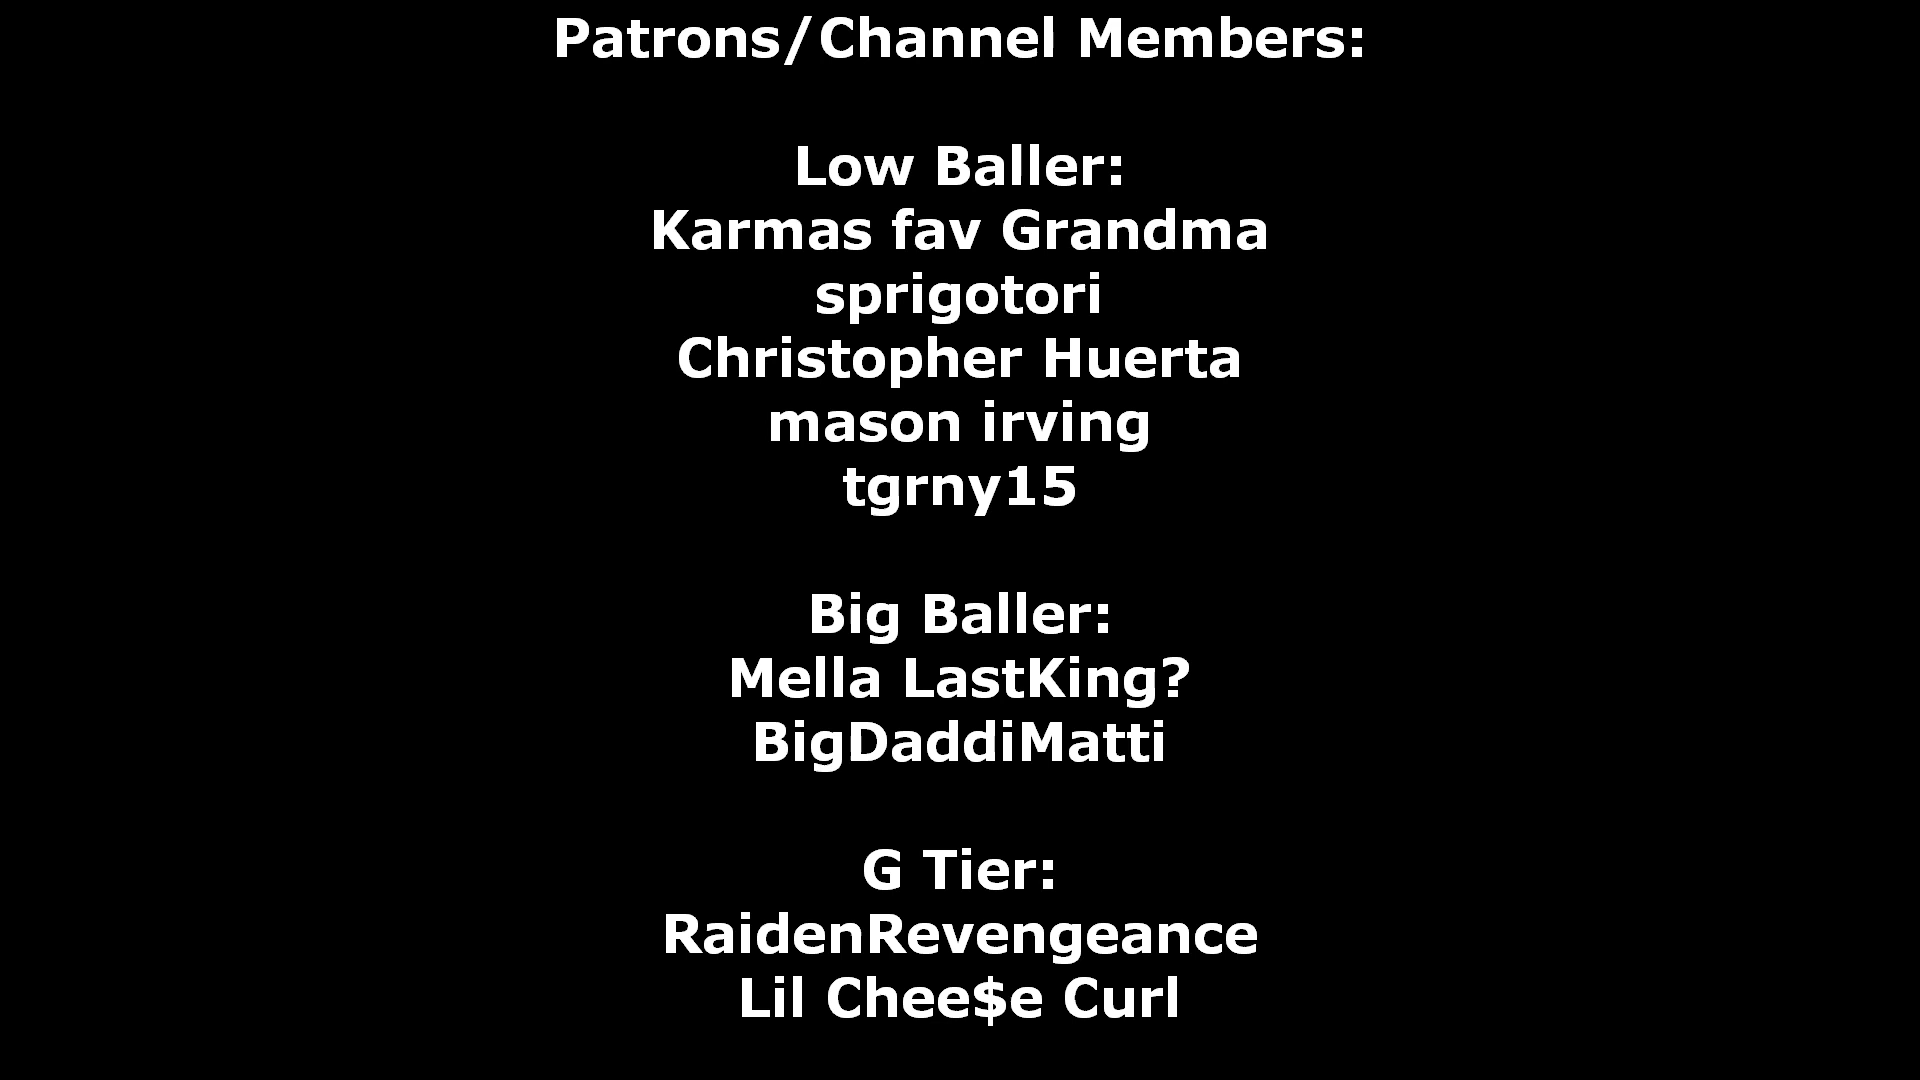 Patrons/Channel Members:
Low Baller:
Karmas fav Grandma
sprigotori
Christopher Huerta
mason irving
tgrny15
Big Baller:
Mella LastKing?
BigDaddiMatti
G Tier:
RaidenRevengeance
Lil Chee$e Curl